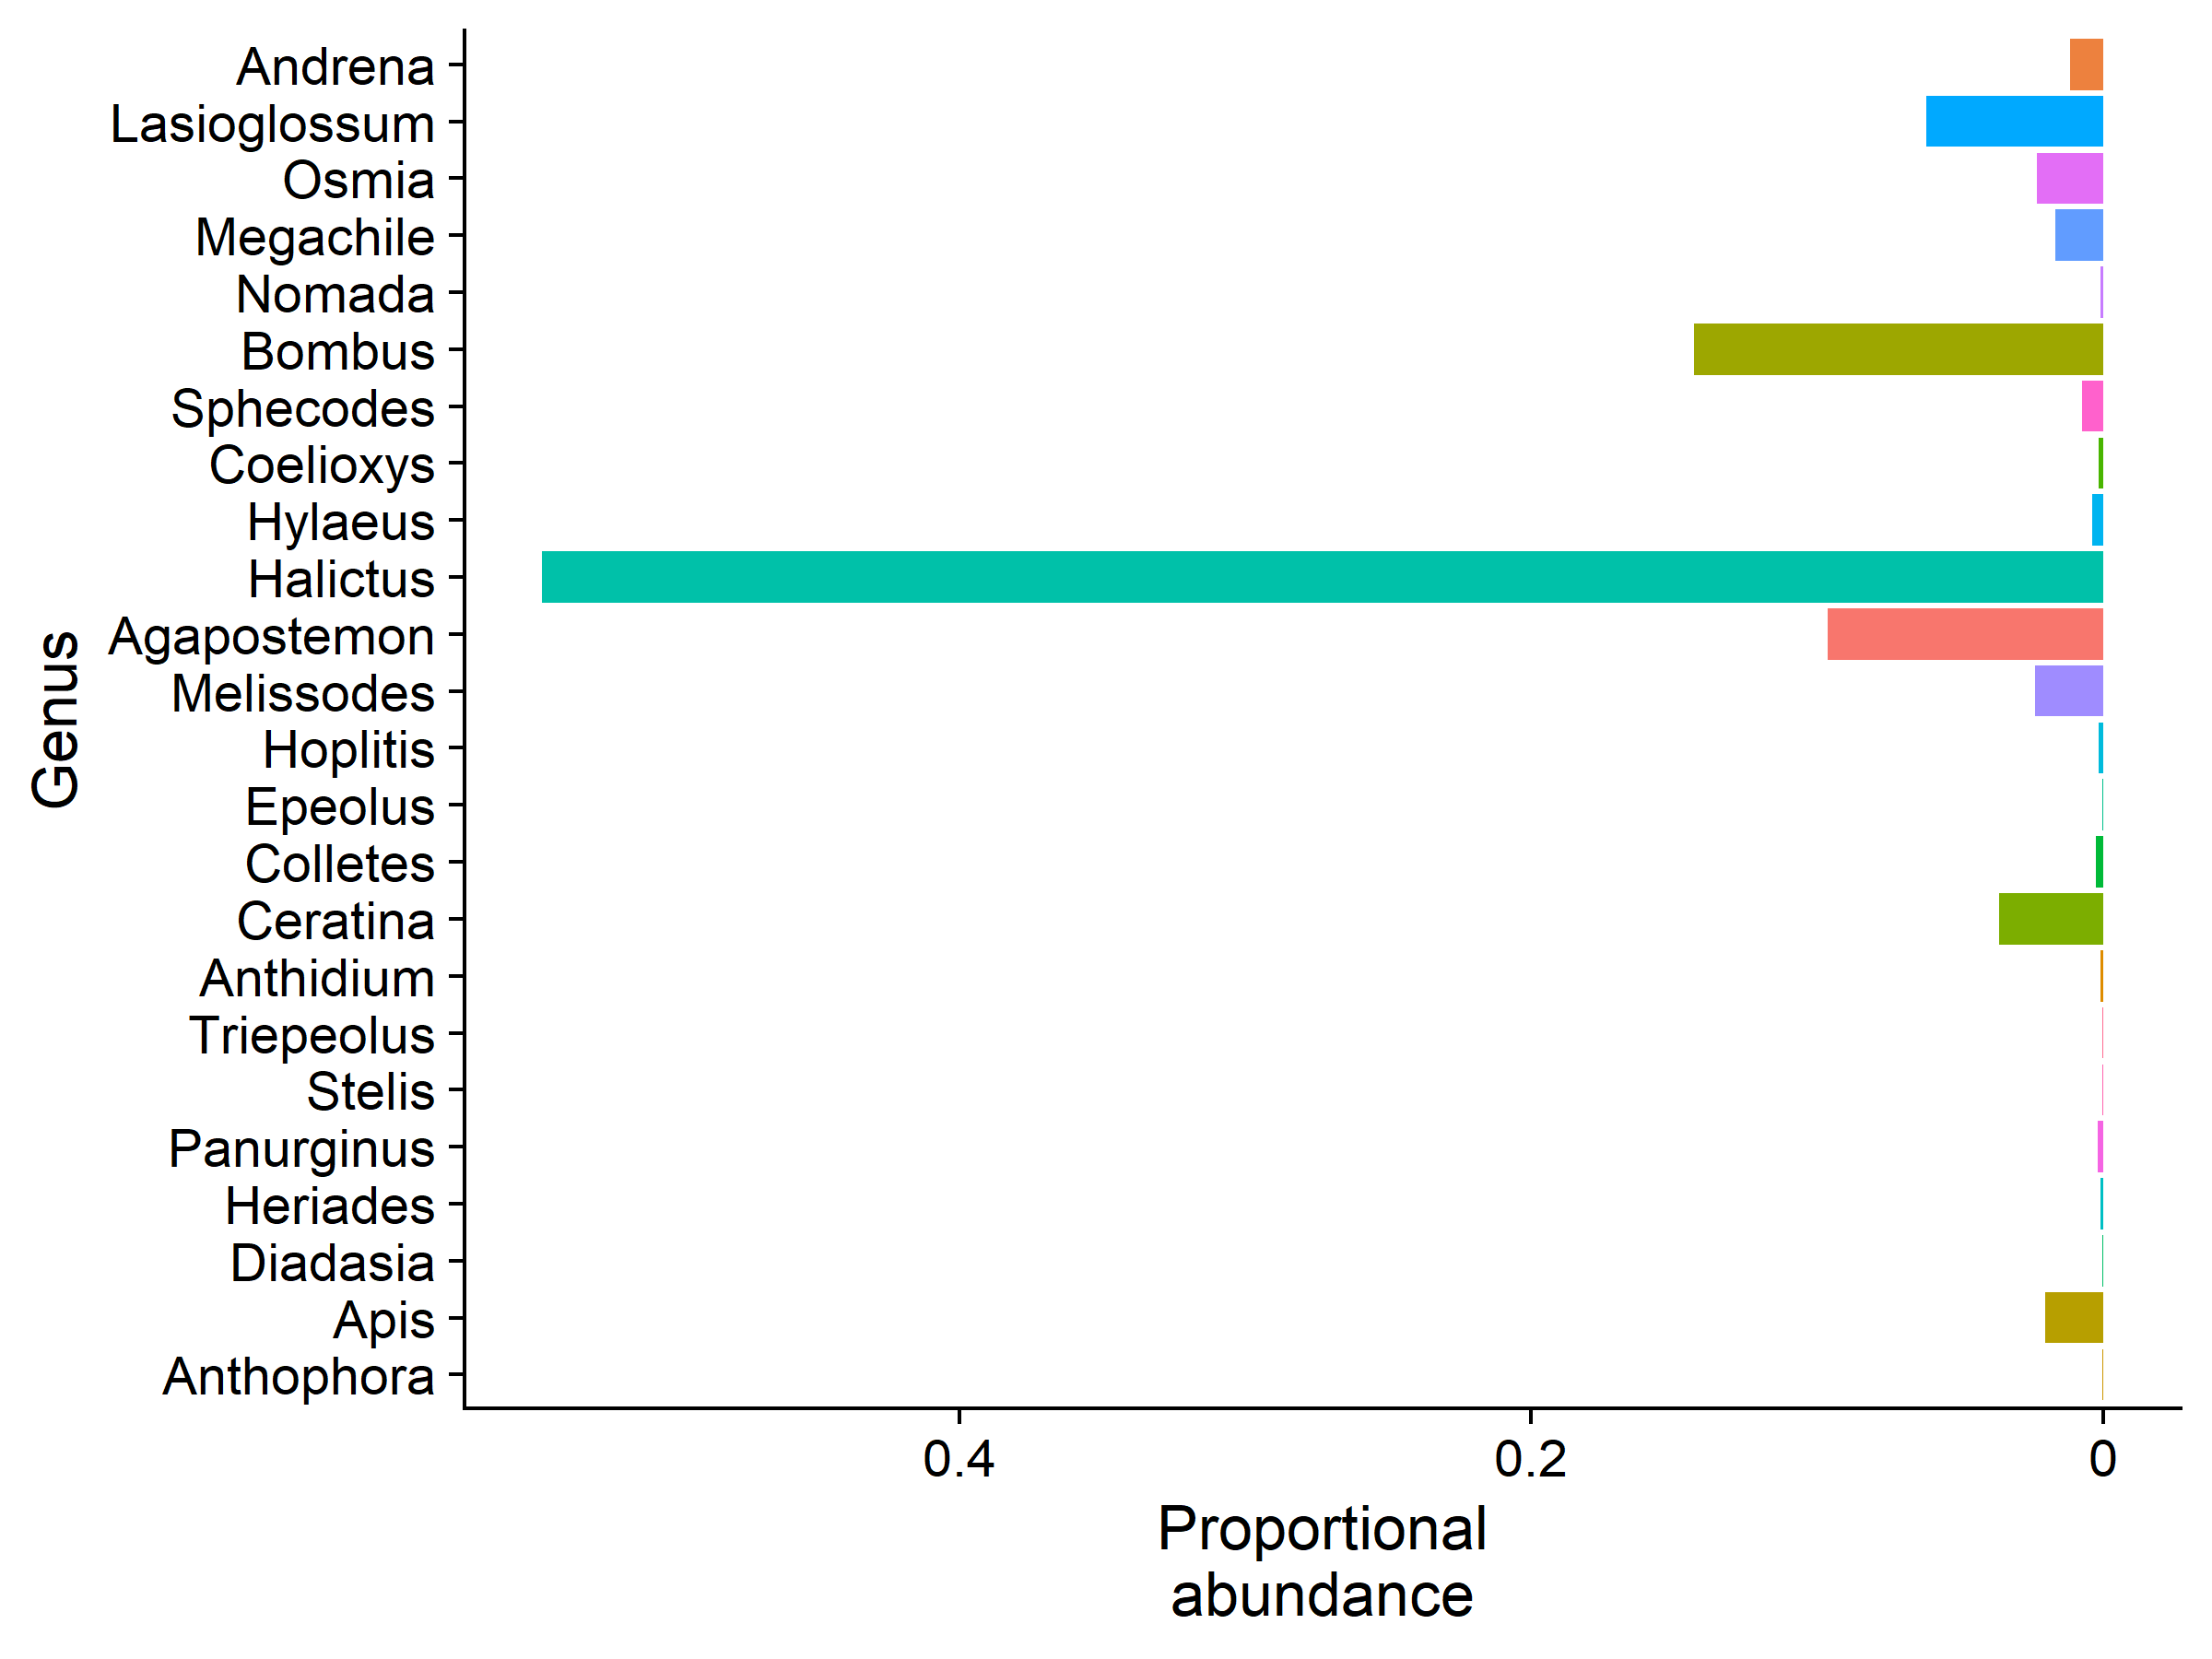 Andrena
Lasioglossum
Osmia
Megachile
Nomada
Bombus
Sphecodes
Coelioxys
Hylaeus
Halictus
Agapostemon
Melissodes
Hoplitis
Epeolus
Colletes
Ceratina
Anthidium
Triepeolus
Stelis
Panurginus
Heriades
Diadasia
Apis
Anthophora
Genus
0.4 0.2 0
Proportional
abundance